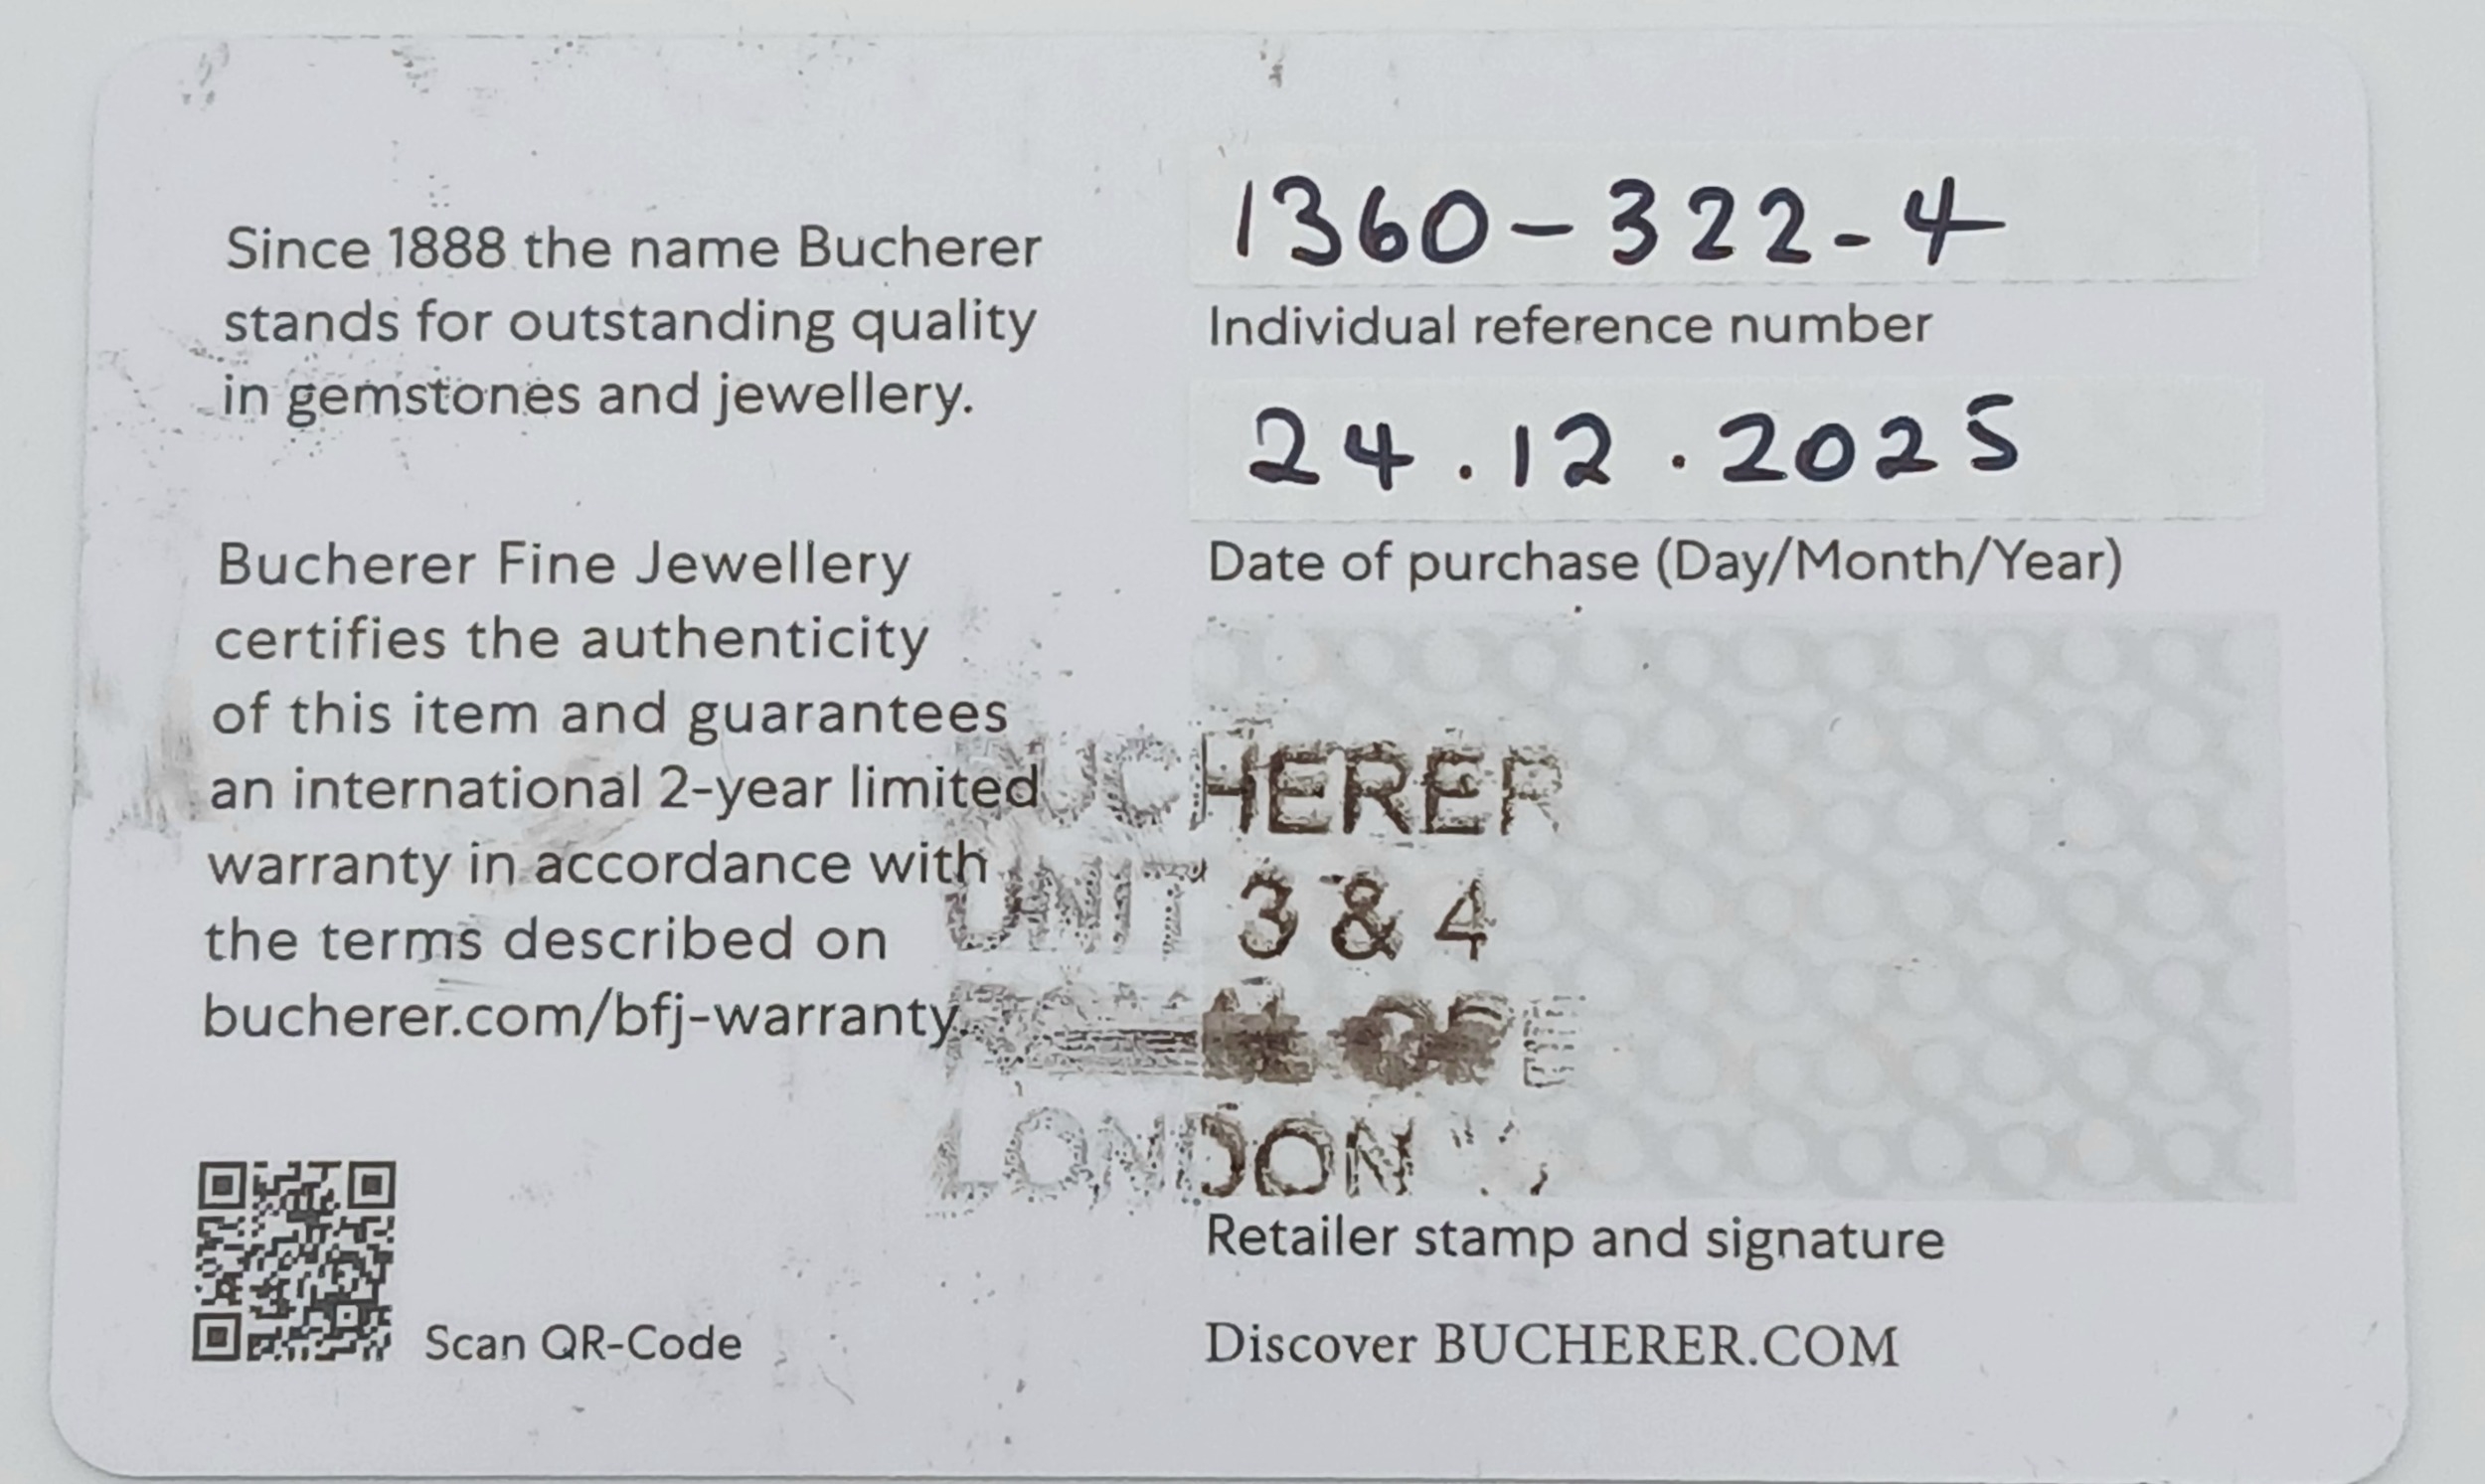 Since 1888 the name Bucherer
stands for outstanding quality
in gemstones and jewellery.
Bucherer Fine Jewellery
certifies the authenticity
of this item and guarantees
an international 2-year limited
warranty in accordance with
the terms described on
bucherer.com/bfj-warranty
Scan QR-Code
1360-322-4
Individual reference number
24.12.2025
Date of purchase (Day/Month/Year)
BUCHERER
UNIT 3 & 4
LONDON
Retailer stamp and signature
Discover BUCHERER.COM